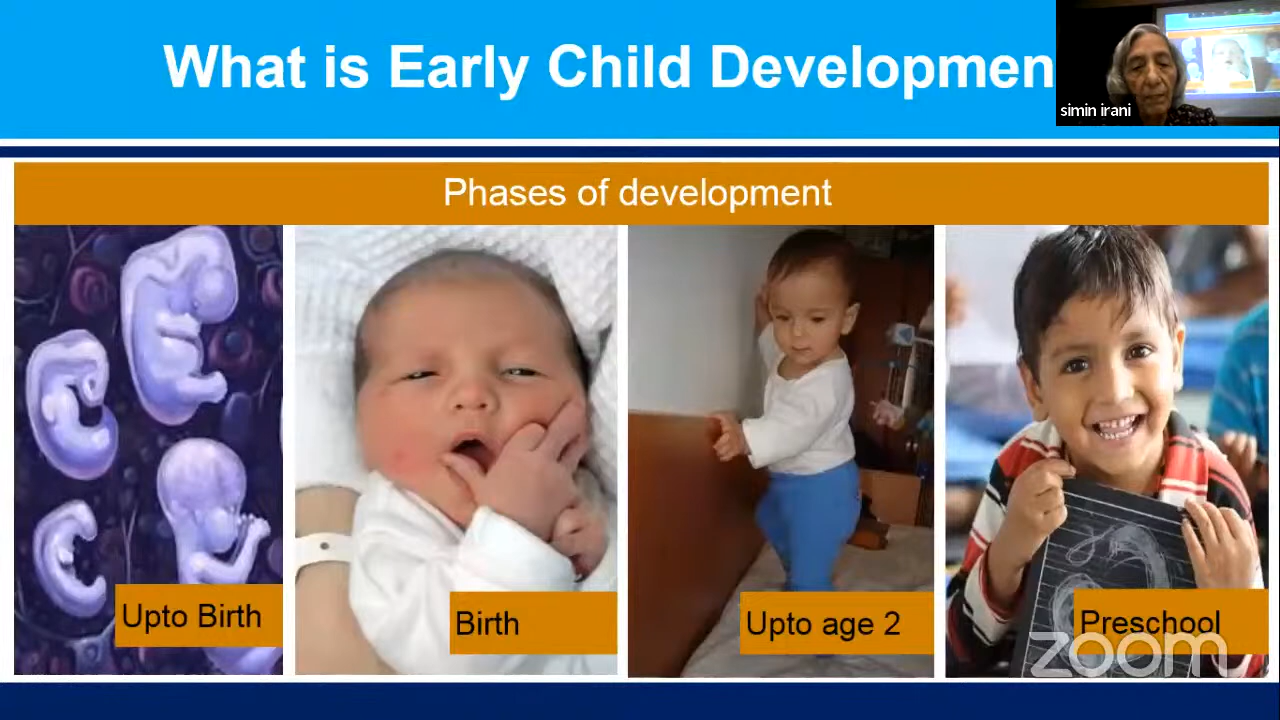 What is Early Child Developmen
simin irani
Phases of development
Upto Birth
Birth
Upto age 2
Preschool
zoom